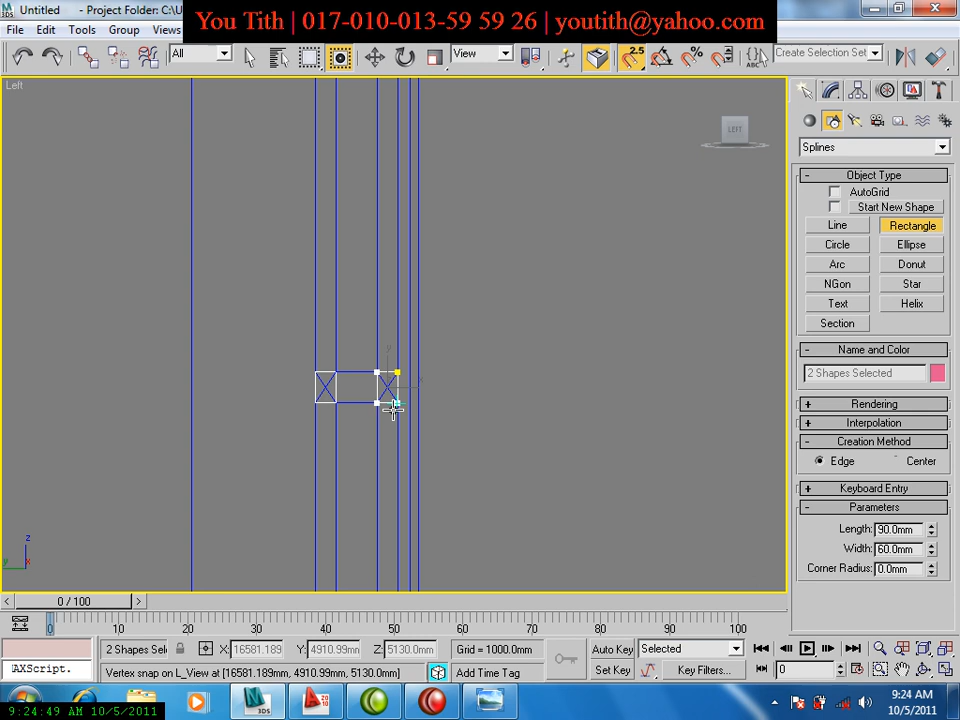 Untitled - Project Folder: C:\U
You Tith | 017-010-013-59 59 26 | youtith@yahoo.com
File Edit Tools Group Views
All
View
2.5
Create Selection Set
Left
LEFT
Splines
Object Type
AutoGrid
Start New Shape
Line Rectangle
Circle Ellipse
Arc Donut
NGon Star
Text Helix
Section
Name and Color
2 Shapes Selected
Rendering
Interpolation
Creation Method
Edge Center
Keyboard Entry
Parameters
Length: 90.0mm
Width: 60.0mm
Corner Radius: 0.0mm
0 / 100
0 10 20 30 40 50 60 70 80 90 100
2 Shapes Sel X: 16581.189 Y: 4910.99mm Z: 5130.0mm Grid = 1000.0mm Auto Key Selected
AXScript. Vertex snap on L_View at [16581.189mm, 4910.99mm, 5130.0mm] Add Time Tag Set Key Key Filters... 0
9:24:49 AM 10/5/2011
9:24 AM
10/5/2011